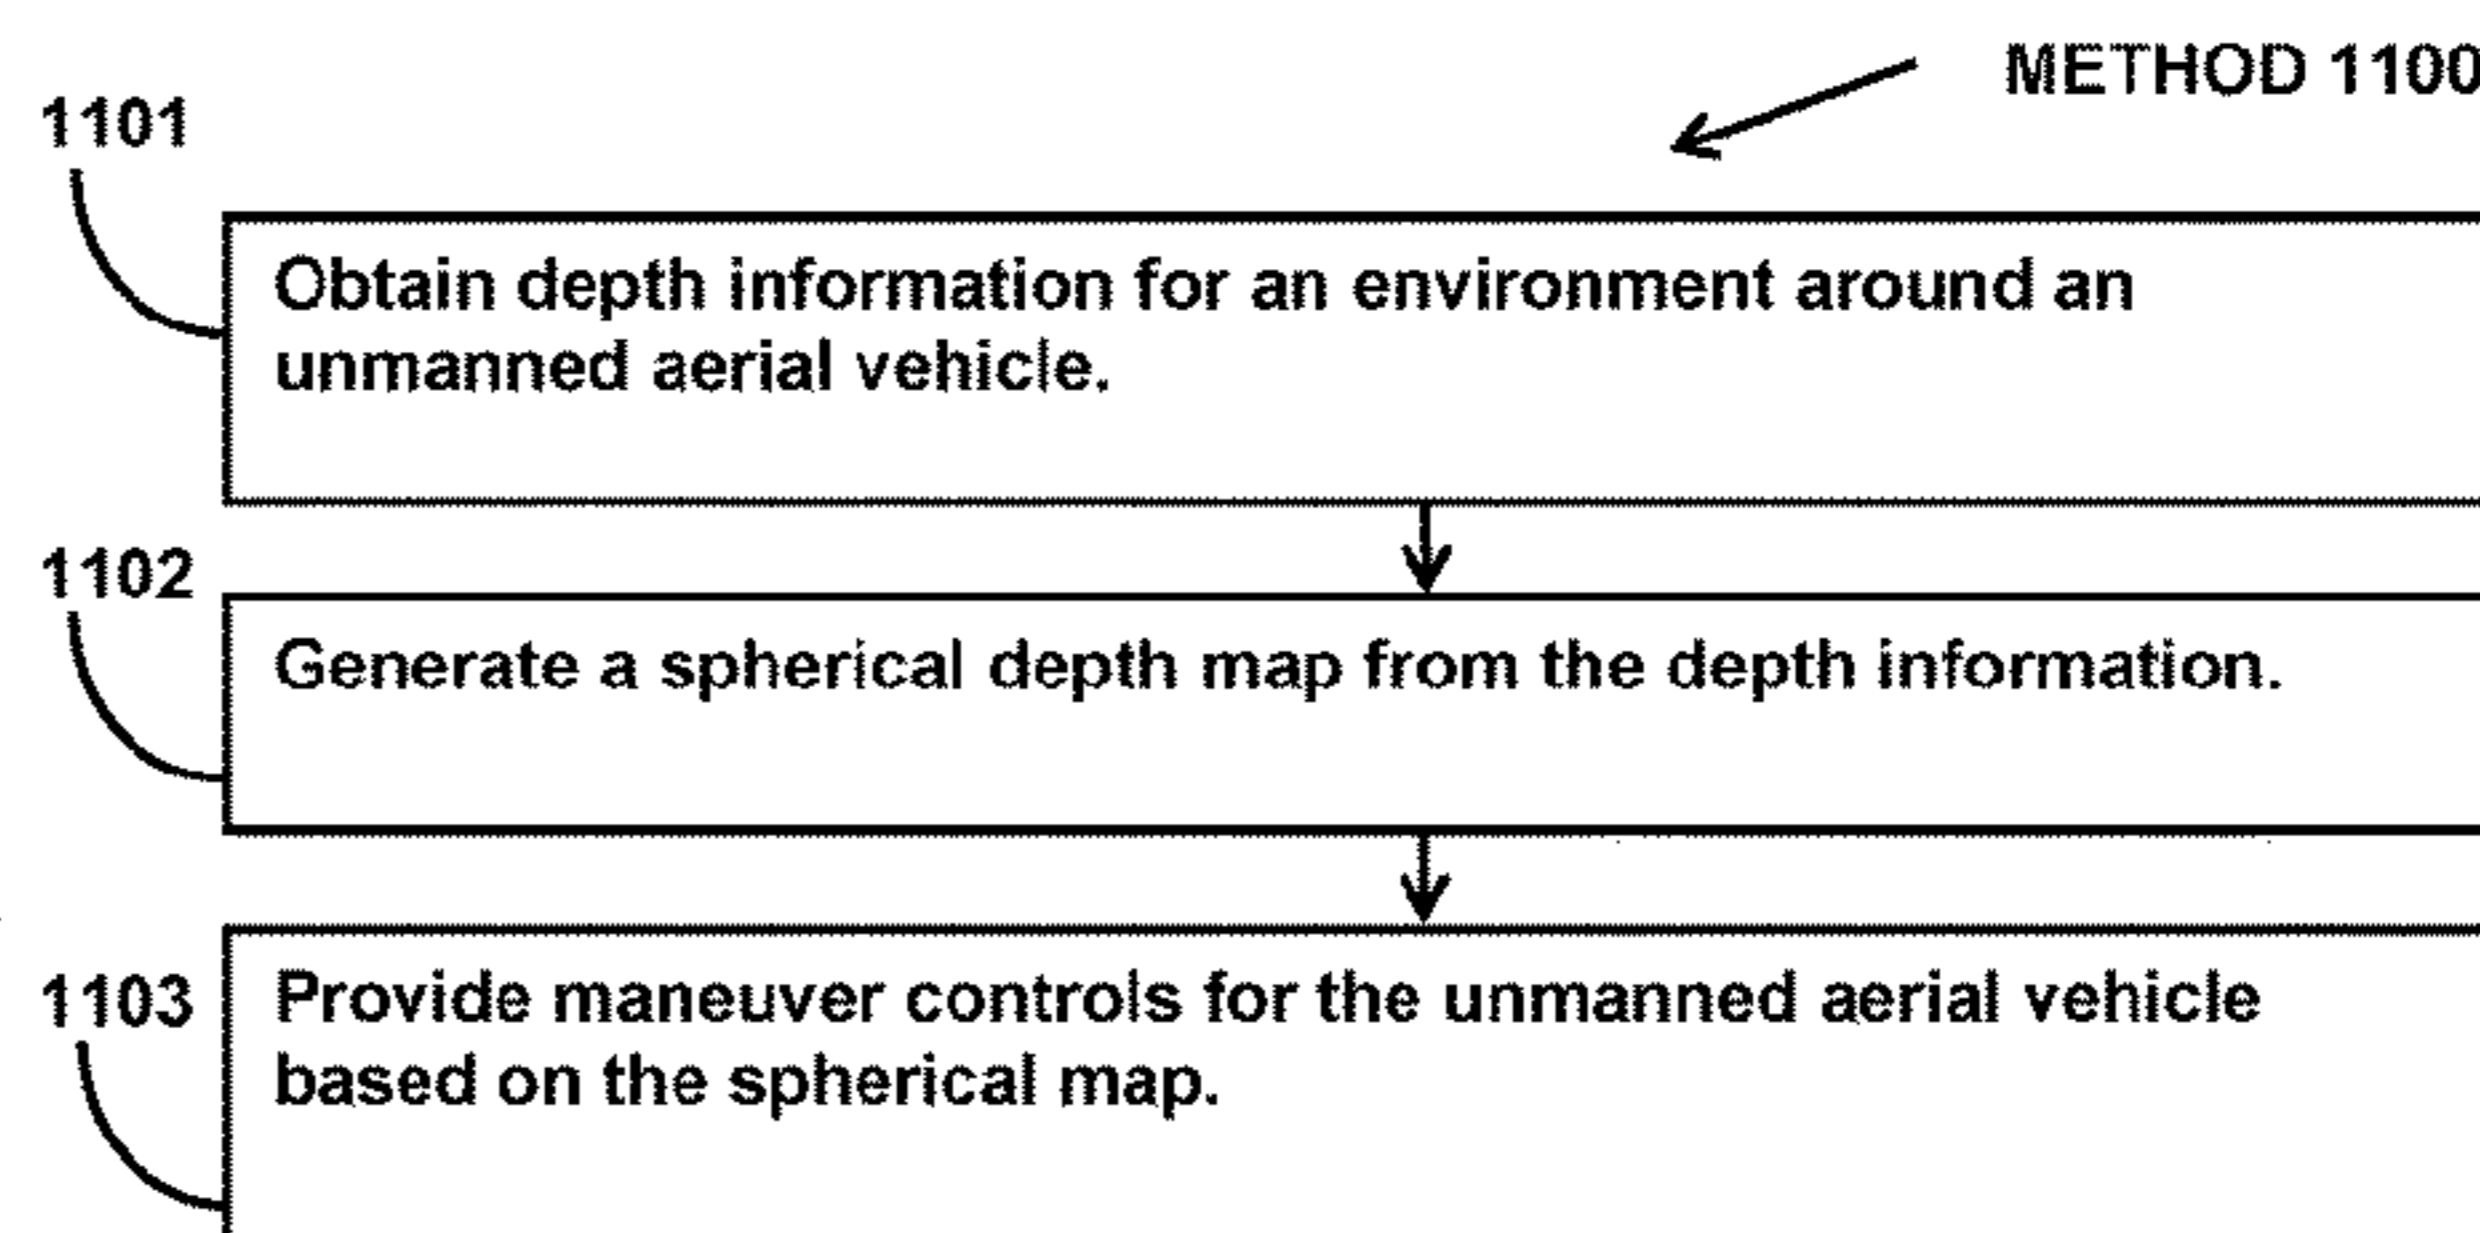 METHOD 1100
1101
Obtain depth information for an environment around an
unmanned aerial vehicle.
1102
Generate a spherical depth map from the depth information.
1103
Provide maneuver controls for the unmanned aerial vehicle
based on the spherical map.